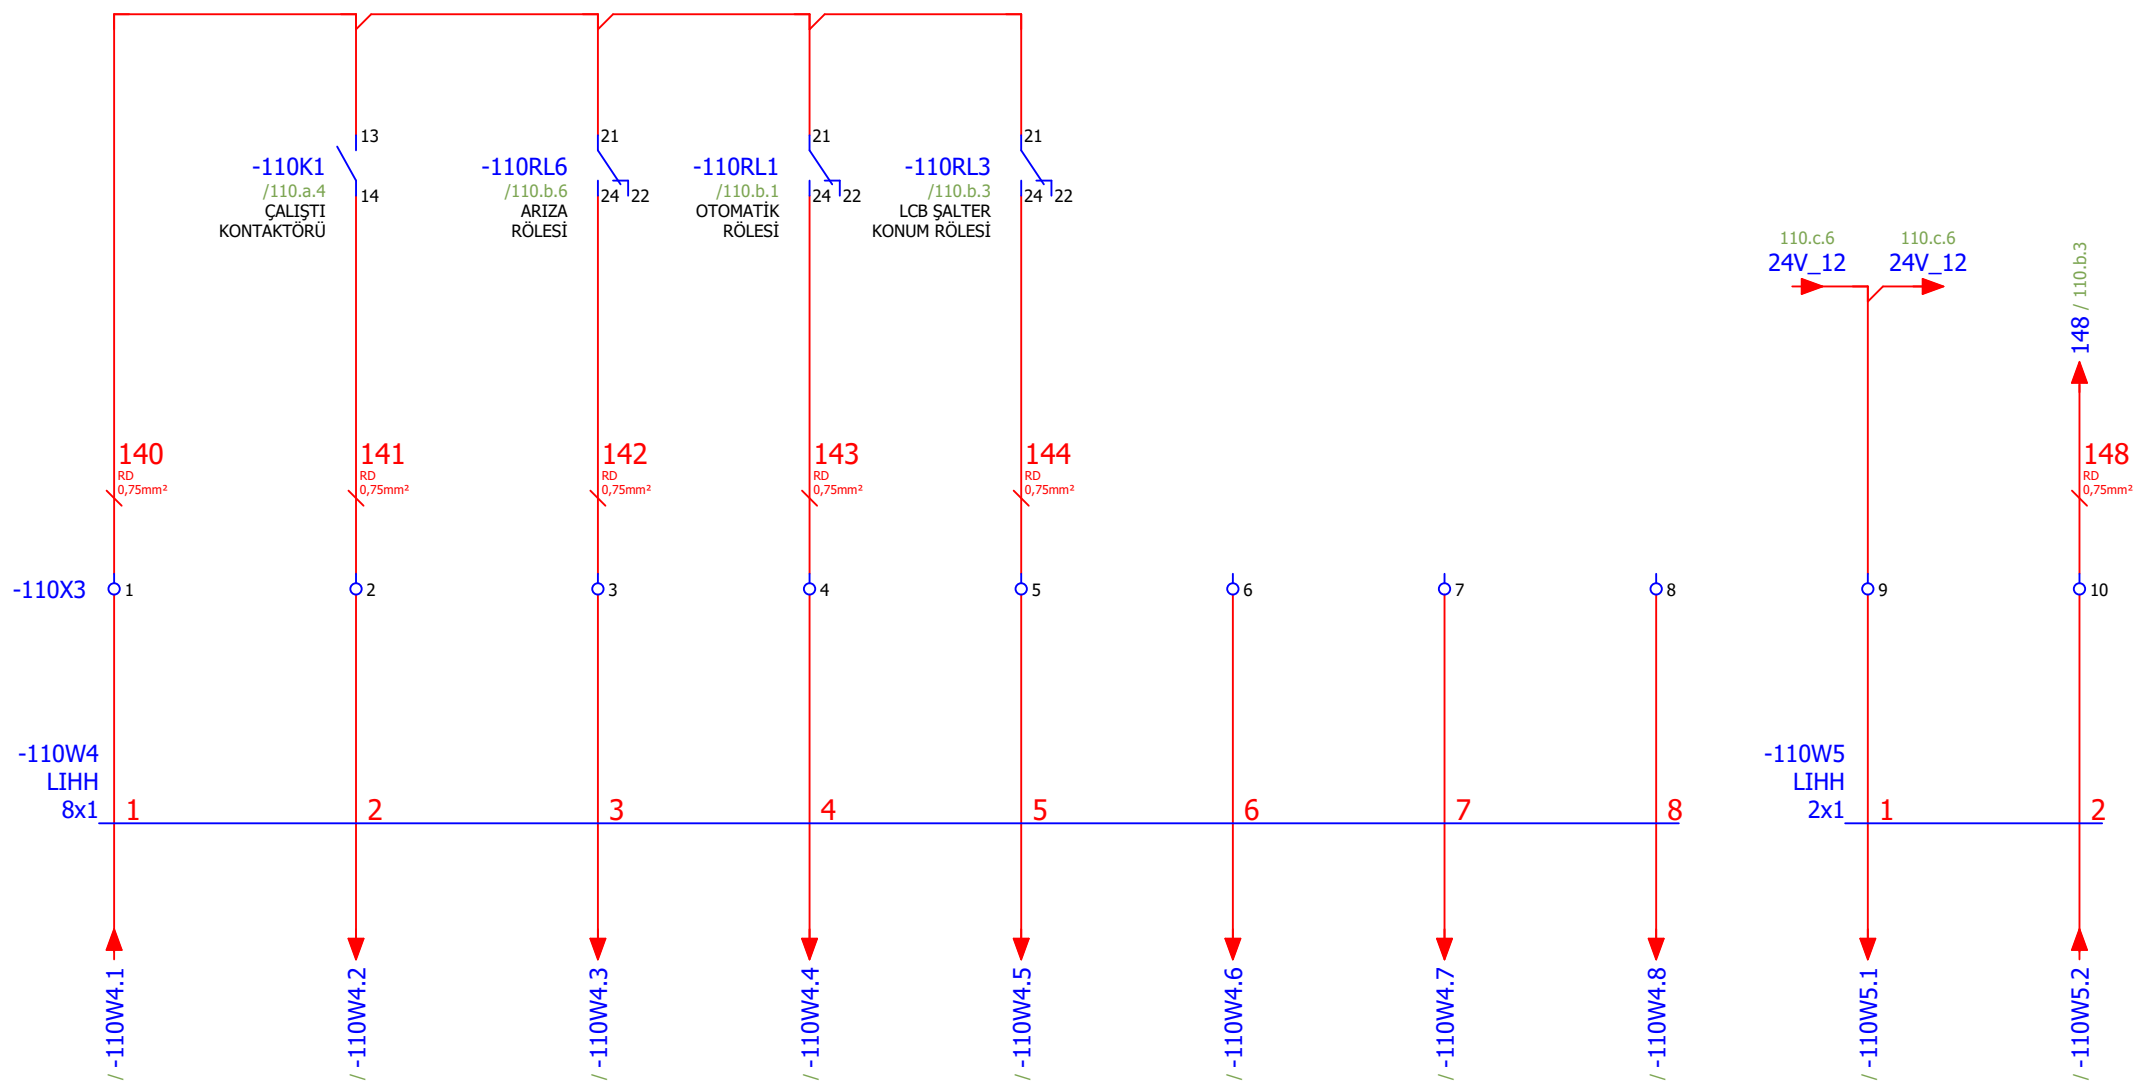 13
-110K1
/110.a.4
14
ÇALIŞTI
KONTAKTÖRÜ
21
-110RL6
/110.b.6
24 22
ARIZA
RÖLESİ
21
-110RL1
/110.b.1
24 22
OTOMATİK
RÖLESİ
21
-110RL3
/110.b.3
24 22
LCB ŞALTER
KONUM RÖLESİ
110.c.6
24V_12
110.c.6
24V_12
148 / 110.b.3
140
RD
0,75mm²
141
RD
0,75mm²
142
RD
0,75mm²
143
RD
0,75mm²
144
RD
0,75mm²
148
RD
0,75mm²
-110X3 1 2 3 4 5 6 7 8 9 10
-110W4
LIHH
8x1 1 2 3 4 5 6 7 8
-110W5
LIHH
2x1 1 2
/ -110W4.1
/ -110W4.2
/ -110W4.3
/ -110W4.4
/ -110W4.5
/ -110W4.6
/ -110W4.7
/ -110W4.8
/ -110W5.1
/ -110W5.2